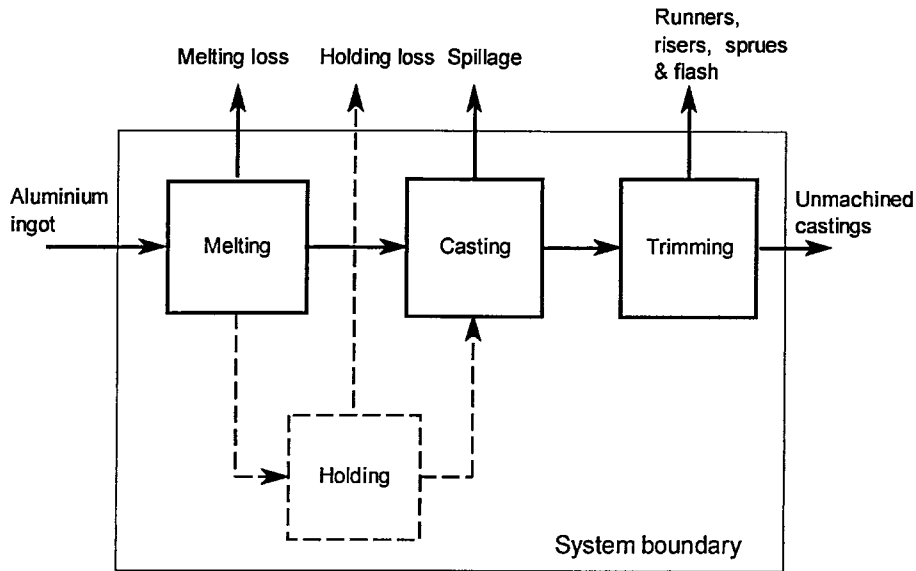 Runners,
risers, sprues
& flash
Melting loss
Holding loss
Spillage
Aluminium
ingot
Melting
Casting
Trimming
Unmachined
castings
Holding
System boundary